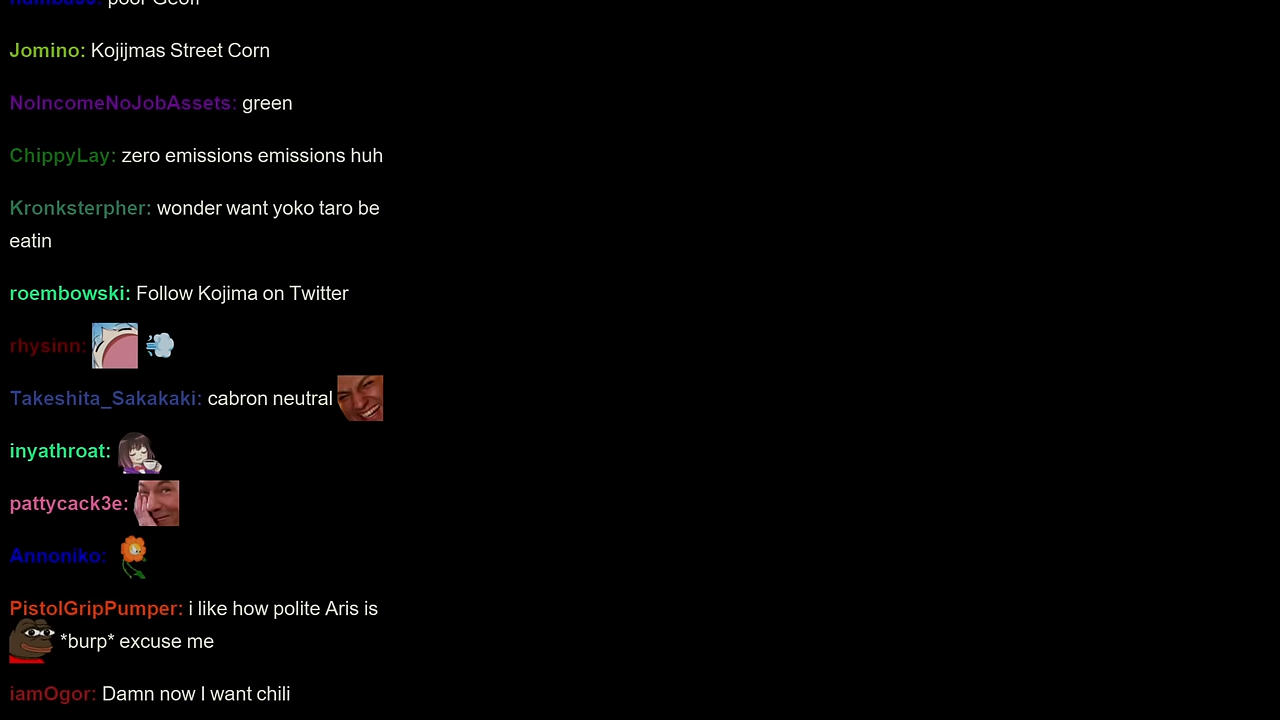 poor Geoff
Jomino: Kojijmas Street Corn
NoIncomeNoJobAssets: green
ChippyLay: zero emissions emissions huh
Kronksterpher: wonder want yoko taro be
eatin
roembowski: Follow Kojima on Twitter
rhysinn:
Takeshita_Sakakaki: cabron neutral
inyathroat:
pattycack3e:
Annoniko:
PistolGripPumper: i like how polite Aris is
*burp* excuse me
iamOgor: Damn now I want chili